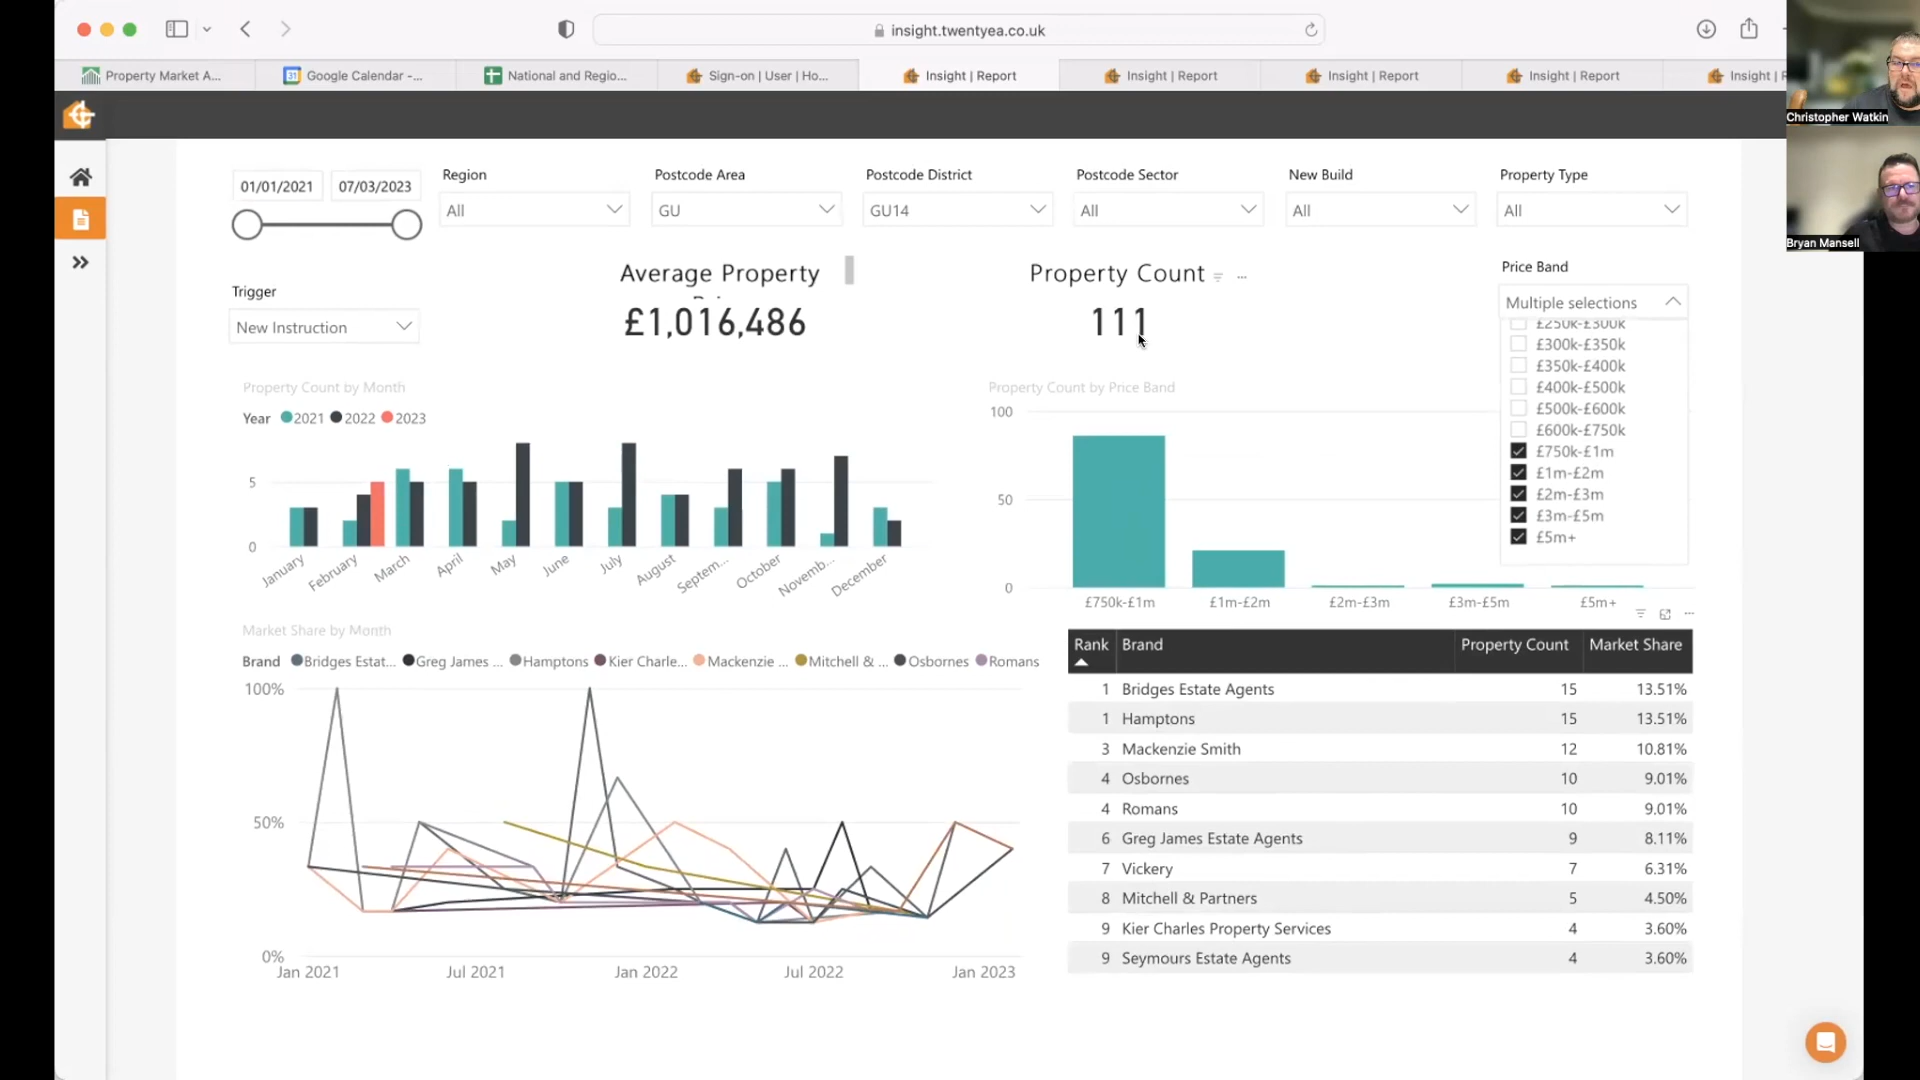 insight.twentyea.co.uk
Property Market A...
31 Google Calendar -...
National and Regio...
Sign-on | User | Ho...
Insight | Report
Insight | Report
Insight | Report
Insight | Report
Insight |
Christopher Watkin
Bryan Mansell
01/01/2021
07/03/2023
Region
All
Postcode Area
GU
Postcode District
GU14
Postcode Sector
All
New Build
All
Property Type
All
Trigger
New Instruction
Average Property
£1,016,486
Property Count
...
111
Price Band
Multiple selections
£250k-£300k
£300k-£350k
£350k-£400k
£400k-£500k
£500k-£600k
£600k-£750k
£750k-£1m
£1m-£2m
£2m-£3m
£3m-£5m
£5m+
Property Count by Month
Year 2021 2022 2023
5
0
January
February
March
April
May
June
July
August
Septem...
October
Novemb...
December
Property Count by Price Band
100
50
0
£750k-£1m
£1m-£2m
£2m-£3m
£3m-£5m
£5m+
...
Market Share by Month
Brand Bridges Estat... Greg James ... Hamptons Kier Charle... Mackenzie ... Mitchell & ... Osbornes Romans
100%
50%
0%
Jan 2021
Jul 2021
Jan 2022
Jul 2022
Jan 2023
Rank Brand Property Count Market Share
1 Bridges Estate Agents 15 13.51%
1 Hamptons 15 13.51%
3 Mackenzie Smith 12 10.81%
4 Osbornes 10 9.01%
4 Romans 10 9.01%
6 Greg James Estate Agents 9 8.11%
7 Vickery 7 6.31%
8 Mitchell & Partners 5 4.50%
9 Kier Charles Property Services 4 3.60%
9 Seymours Estate Agents 4 3.60%